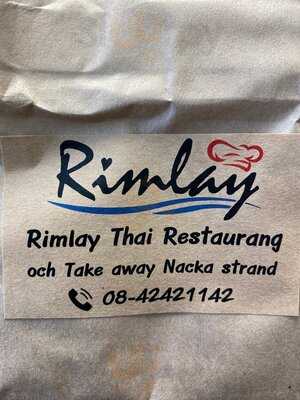 Rimlay
Rimlay Thai Restaurang
och Take away Nacka strand
08-42421142